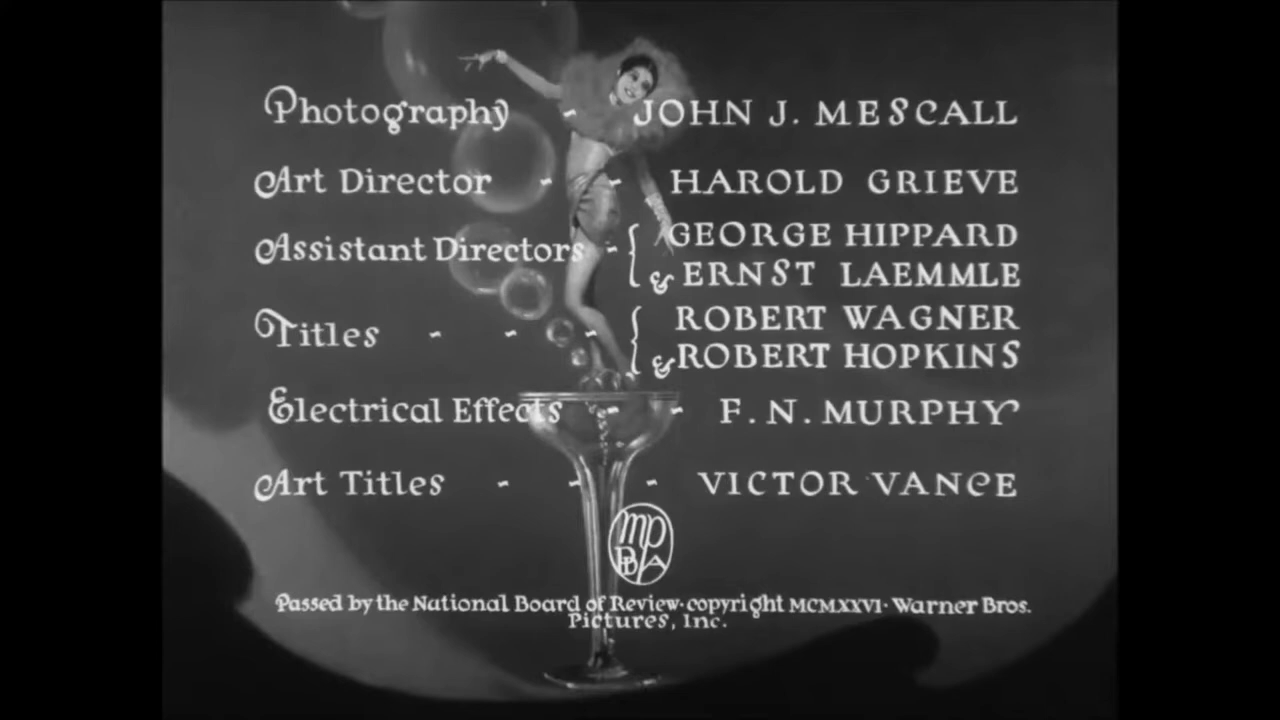 Photography - JOHN J. MESCALL
Art Director - - HAROLD GRIEVE
Assistant Directors - { GEORGE HIPPARD
& ERNST LAEMMLE
Titles - - - { ROBERT WAGNER
& ROBERT HOPKINS
Electrical Effects - - F. N. MURPHY
Art Titles - - - VICTOR VANCE
MPPDA
Passed by the National Board of Review · copyright MCMXXVI · Warner Bros.
Pictures, Inc.